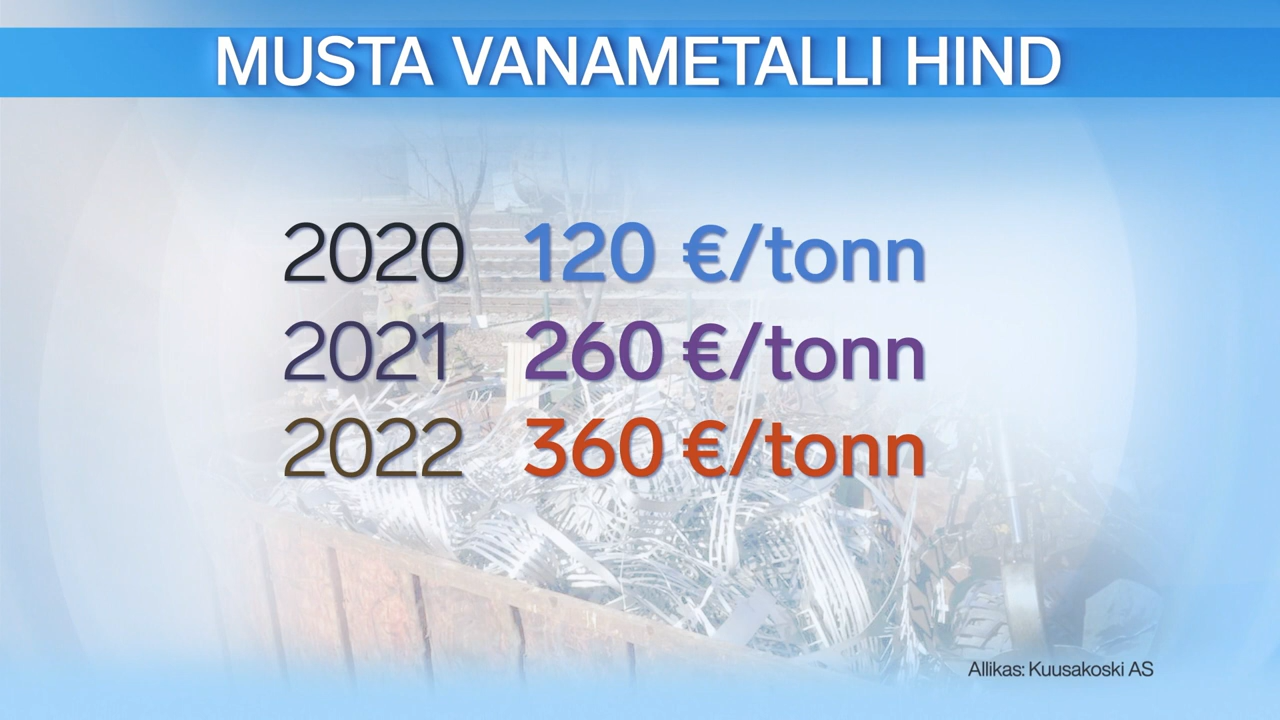 MUSTA VANAMETALLI HIND
2020 120 €/tonn
2021 260 €/tonn
2022 360 €/tonn
Allikas: Kuusakoski AS